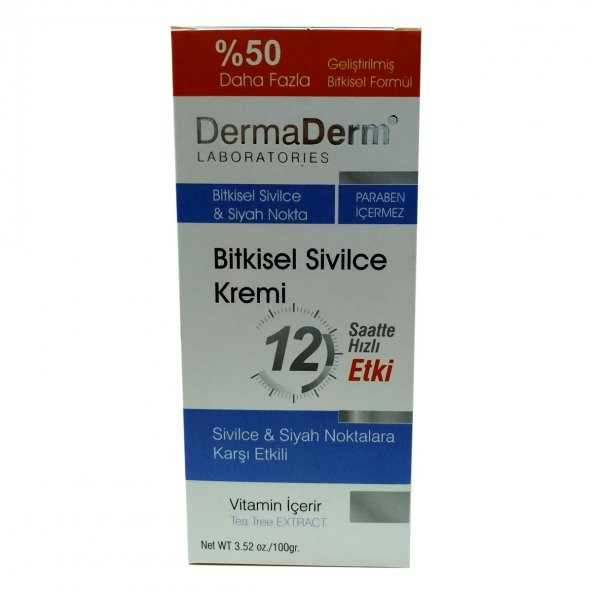 %50
Daha Fazla
Geliştirilmiş
Bitkisel Formül
DermaDerm®
LABORATORIES
Bitkisel Sivilce
& Siyah Nokta
PARABEN
İÇERMEZ
Bitkisel Sivilce
Kremi
12
Saatte
Hızlı
Etki
Sivilce & Siyah Noktalara
Karşı Etkili
Vitamin İçerir
Tea Tree EXTRACT
Net WT 3.52 oz./100gr.